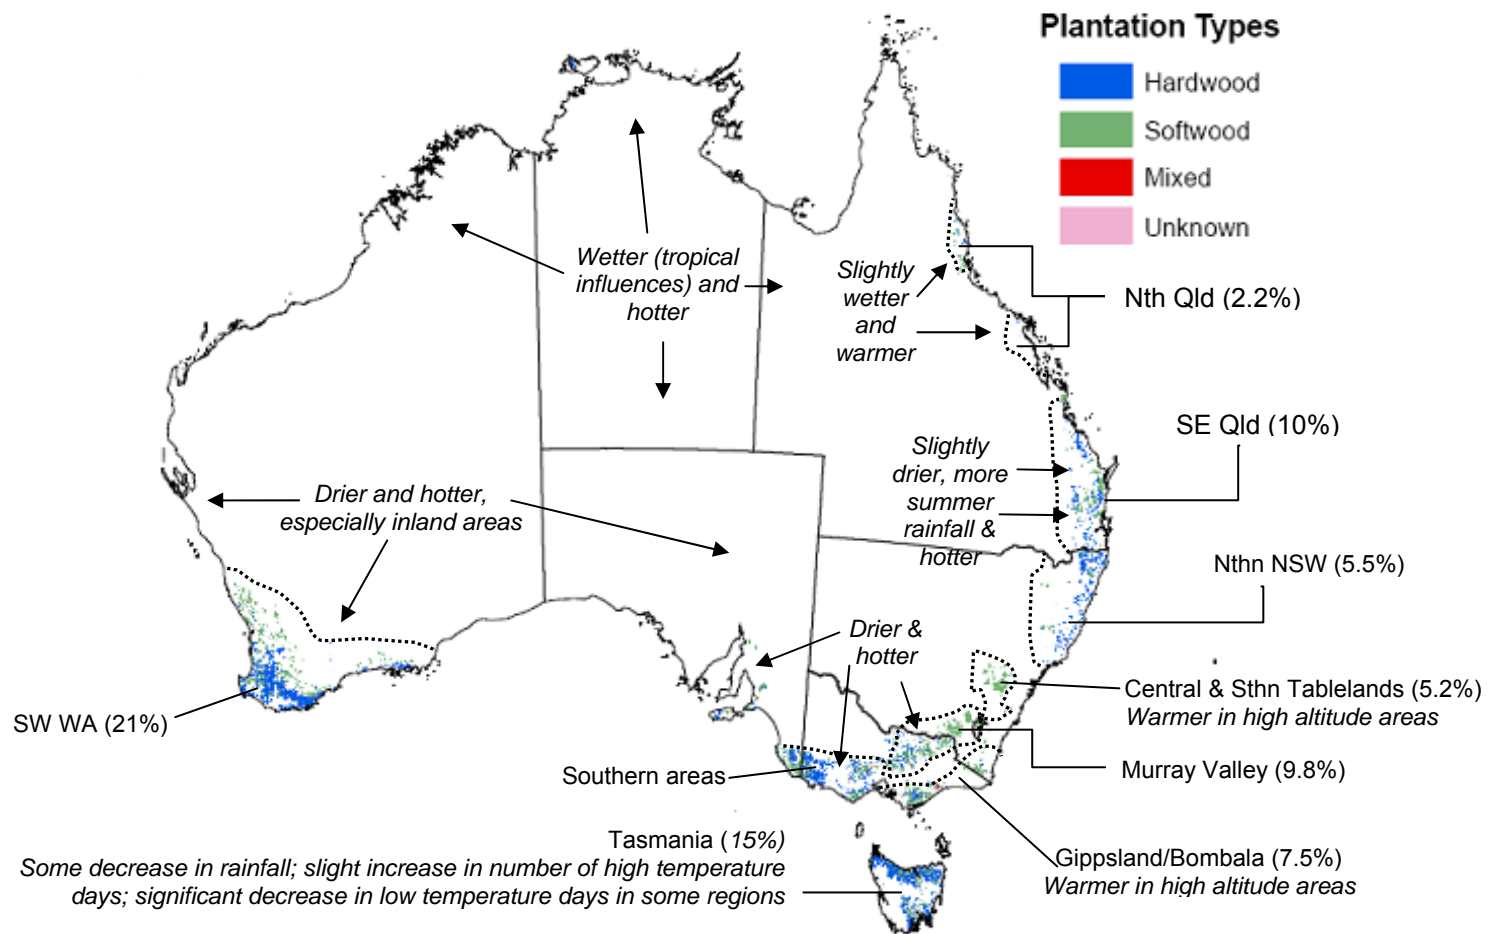 Plantation Types
Hardwood
Softwood
Mixed
Unknown
Wetter (tropical
influences) and
hotter
Slightly
wetter
and
warmer
Nth Qld (2.2%)
SE Qld (10%)
Slightly
drier, more
summer
rainfall &
hotter
Drier and hotter,
especially inland areas
Nthn NSW (5.5%)
Drier &
hotter
Central & Sthn Tablelands (5.2%)
Warmer in high altitude areas
SW WA (21%)
Southern areas
Murray Valley (9.8%)
Tasmania (15%)
Some decrease in rainfall; slight increase in number of high temperature
days; significant decrease in low temperature days in some regions
Gippsland/Bombala (7.5%)
Warmer in high altitude areas